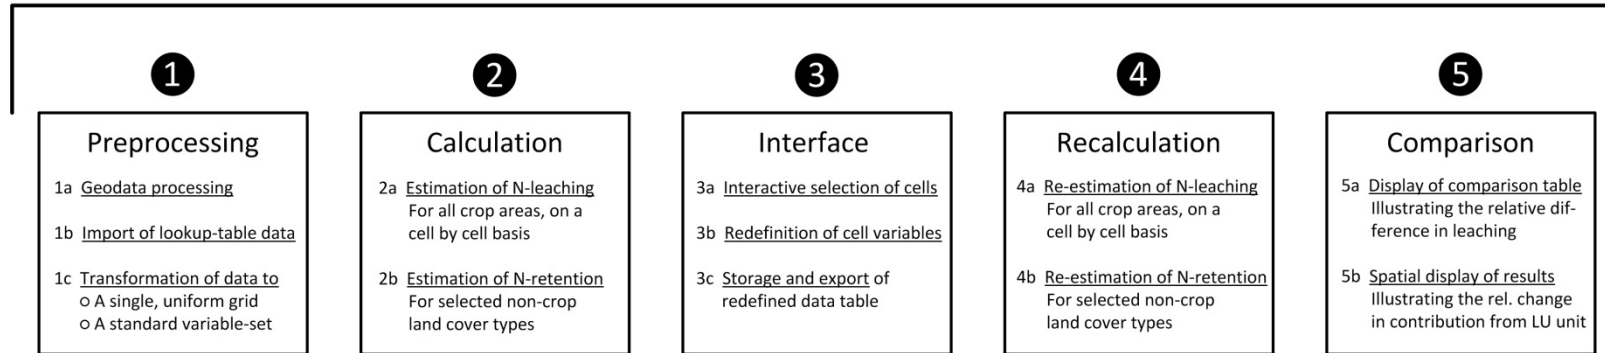 1
Preprocessing
1a Geodata processing
1b Import of lookup-table data
1c Transformation of data to
○ A single, uniform grid
○ A standard variable-set
2
Calculation
2a Estimation of N-leaching
For all crop areas, on a
cell by cell basis
2b Estimation of N-retention
For selected non-crop
land cover types
3
Interface
3a Interactive selection of cells
3b Redefinition of cell variables
3c Storage and export of
redefined data table
4
Recalculation
4a Re-estimation of N-leaching
For all crop areas, on a
cell by cell basis
4b Re-estimation of N-retention
For selected non-crop
land cover types
5
Comparison
5a Display of comparison table
Illustrating the relative dif-
ference in leaching
5b Spatial display of results
Illustrating the rel. change
in contribution from LU unit